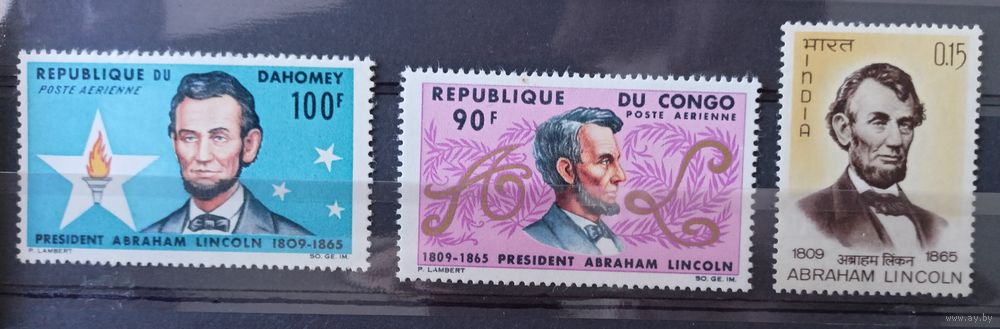 REPUBLIQUE DU DAHOMEY
POSTE AERIENNE
100F
PRESIDENT ABRAHAM LINCOLN 1809-1865
P. LAMBERT
SO. GE. IM.
REPUBLIQUE DU CONGO
90F
POSTE AERIENNE
A L
1809-1865 PRESIDENT ABRAHAM LINCOLN
P. LAMBERT
SO. GE. IM.
भारत
0.15
INDIA
1809 अब्राहम लिंकन 1865
ABRAHAM LINCOLN
www.ay.by